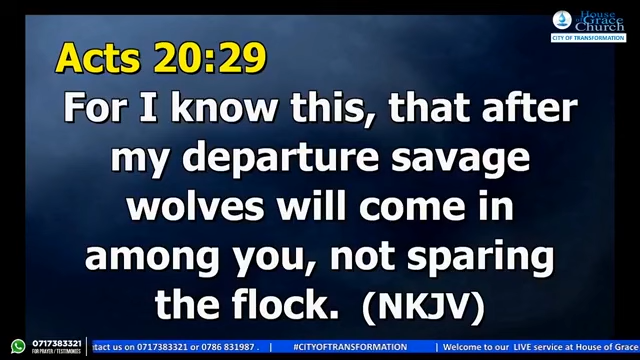 House
of Grace
Church
CITY OF TRANSFORMATION
Acts 20:29
For I know this, that after
my departure savage
wolves will come in
among you, not sparing
the flock. (NKJV)
0717383321
FOR PRAYER / TESTIMONIES
ntact us on 0717383321 or 0786 831987 . | #CITYOFTRANSFORMATION | Welcome to our LIVE service at House of Grace